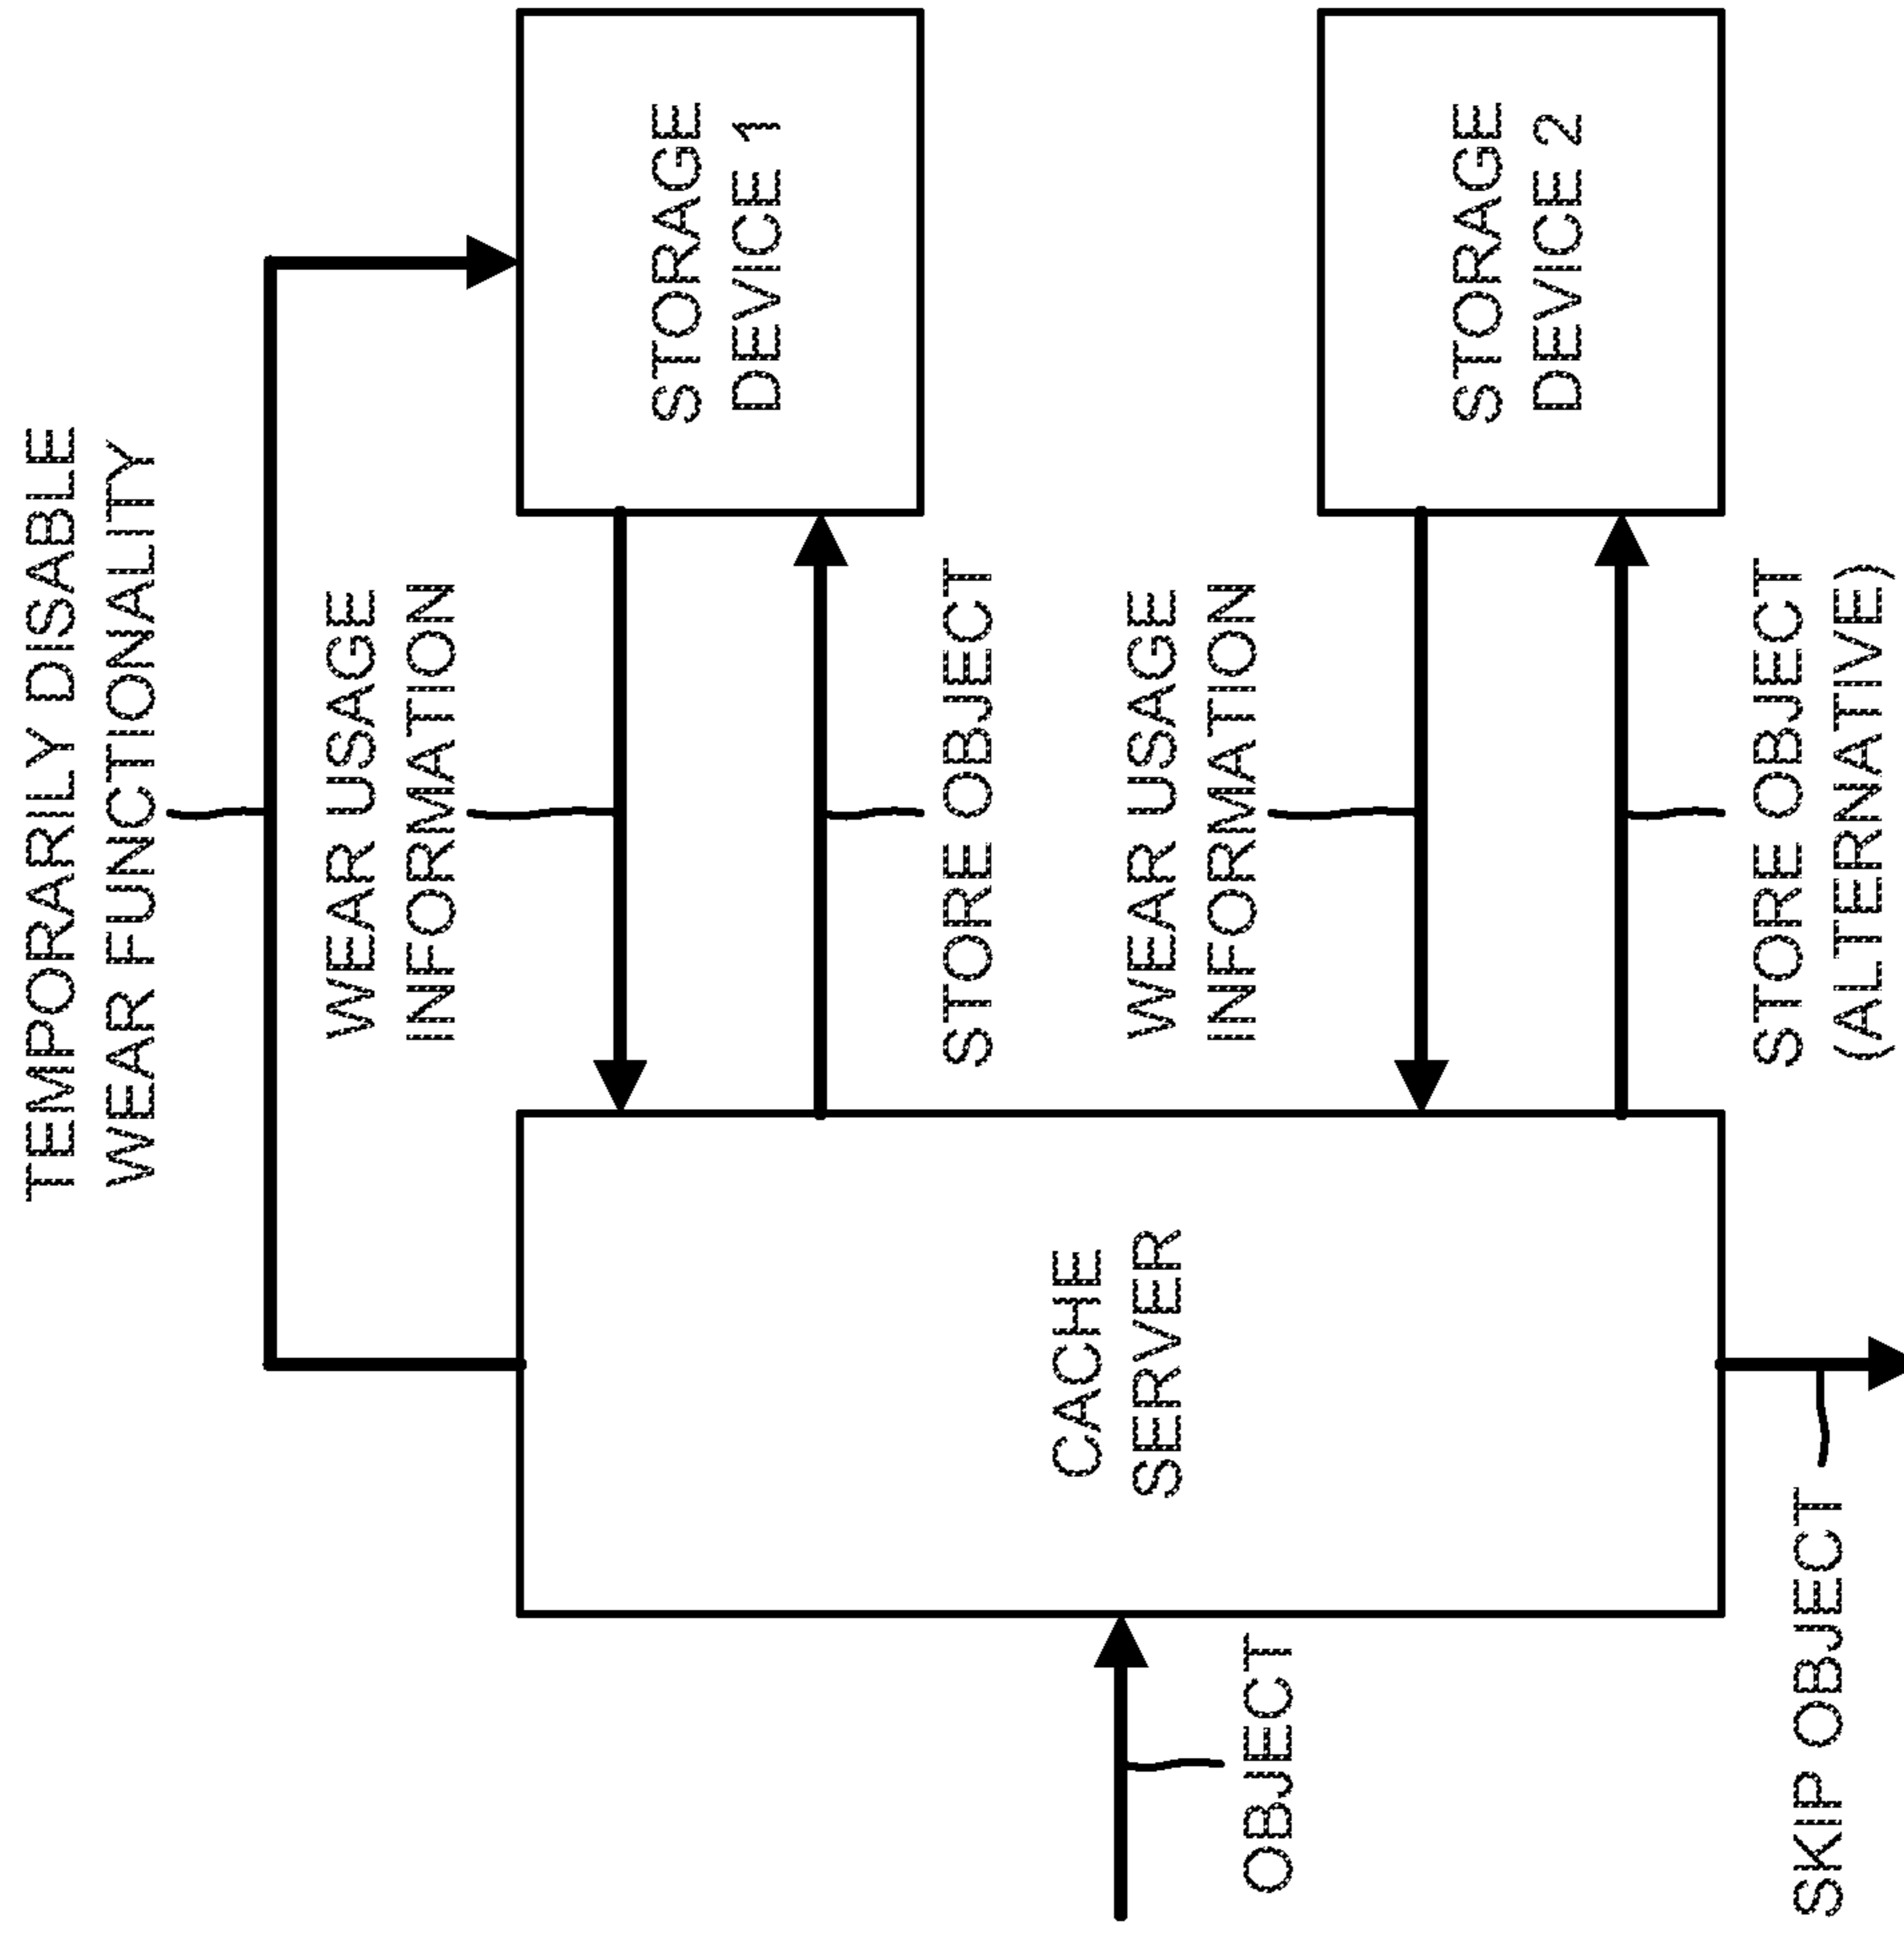 TEMPORARILY DISABLE
WEAR FUNCTIONALITY
WEAR USAGE
INFORMATION
STORAGE
DEVICE 1
STORE OBJECT
CACHE
SERVER
WEAR USAGE
INFORMATION
OBJECT
STORAGE
DEVICE 2
STORE OBJECT
(ALTERNATIVE)
SKIP OBJECT